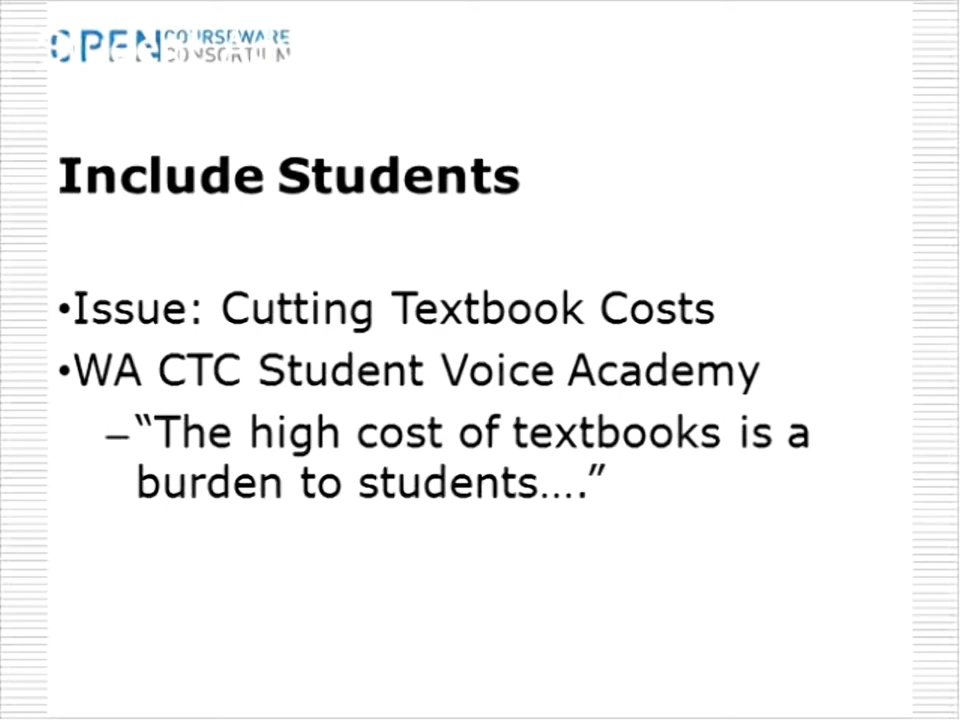 OPEN COURSEWARE
CONSORTIUM
Include Students
•Issue: Cutting Textbook Costs
•WA CTC Student Voice Academy
–“The high cost of textbooks is a
burden to students….”